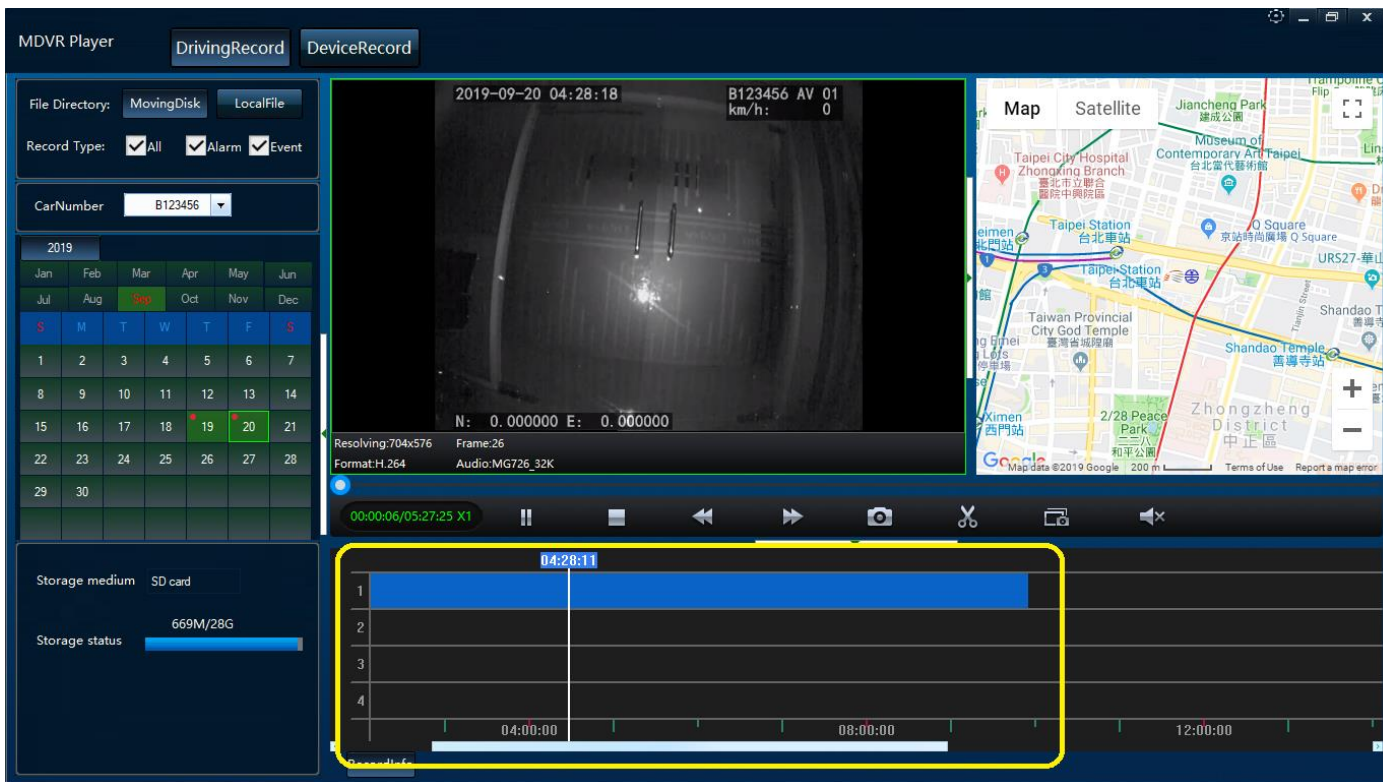 MDVR Player
DrivingRecord
DeviceRecord
File Directory:
MovingDisk
LocalFile
Record Type:
All
Alarm
Event
CarNumber
B123456
2019
Jan Feb Mar Apr May Jun
Jul Aug Sep Oct Nov Dec
S M T W T F S
1 2 3 4 5 6 7
8 9 10 11 12 13 14
15 16 17 18 19 20 21
22 23 24 25 26 27 28
29 30
Storage medium
SD card
669M/28G
Storage status
2019-09-20 04:28:18
B123456 AV 01
km/h: 0
N: 0.000000 E: 0.000000
Resolving:704x576 Frame:26
Format:H.264 Audio:MG726_32K
Map
Satellite
Jiancheng Park
建成公園
Museum of
Contemporary Art Taipei
台北當代藝術館
Taipei City Hospital
Zhongxing Branch
臺北市立聯合
醫院中興院區
Taipei Station
台北車站
Q Square
京站時尚廣場 Q Square
URS27-華山
Taipei Station
台北車站
Taiwan Provincial
City God Temple
臺灣省城隍廟
Tianjin Street
Shandao Temple
善導寺站
Ximen
西門站
2/28 Peace
Park
二二八
和平公園
Zhongzheng
District
中正區
Google
Map data ©2019 Google
200 m
Terms of Use
Report a map error
00:00:06/05:27:25 X1
04:28:11
1
2
3
4
04:00:00
08:00:00
12:00:00
RecordInfo